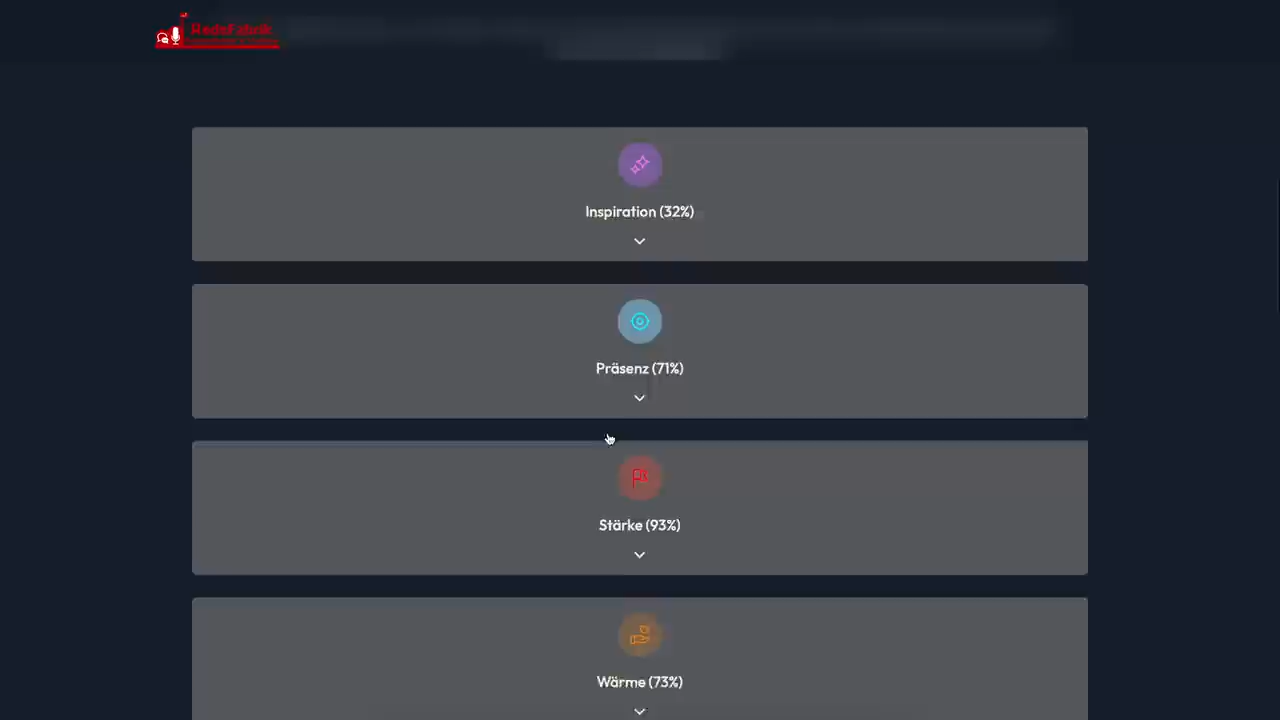 RedeFabrik
Inspiration (32%)
Präsenz (71%)
Stärke (93%)
Wärme (73%)